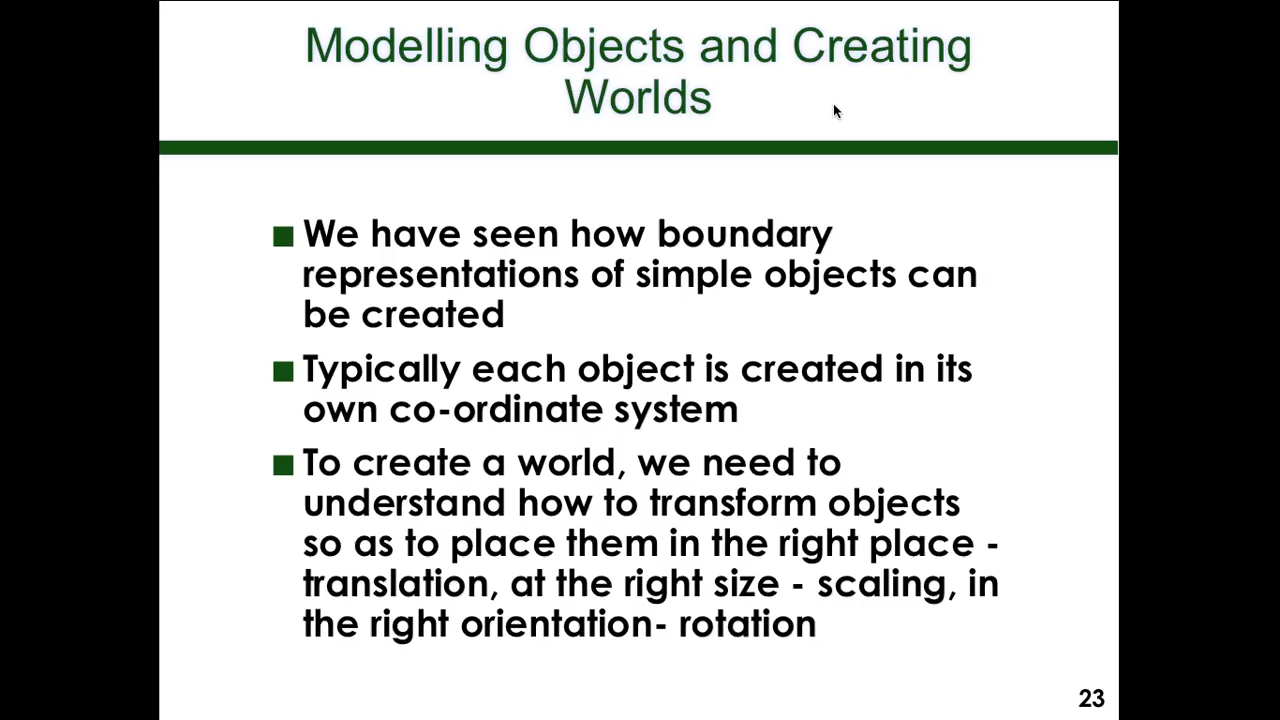 Modelling Objects and Creating
Worlds
We have seen how boundary
representations of simple objects can
be created
Typically each object is created in its
own co-ordinate system
To create a world, we need to
understand how to transform objects
so as to place them in the right place -
translation, at the right size - scaling, in
the right orientation- rotation
23